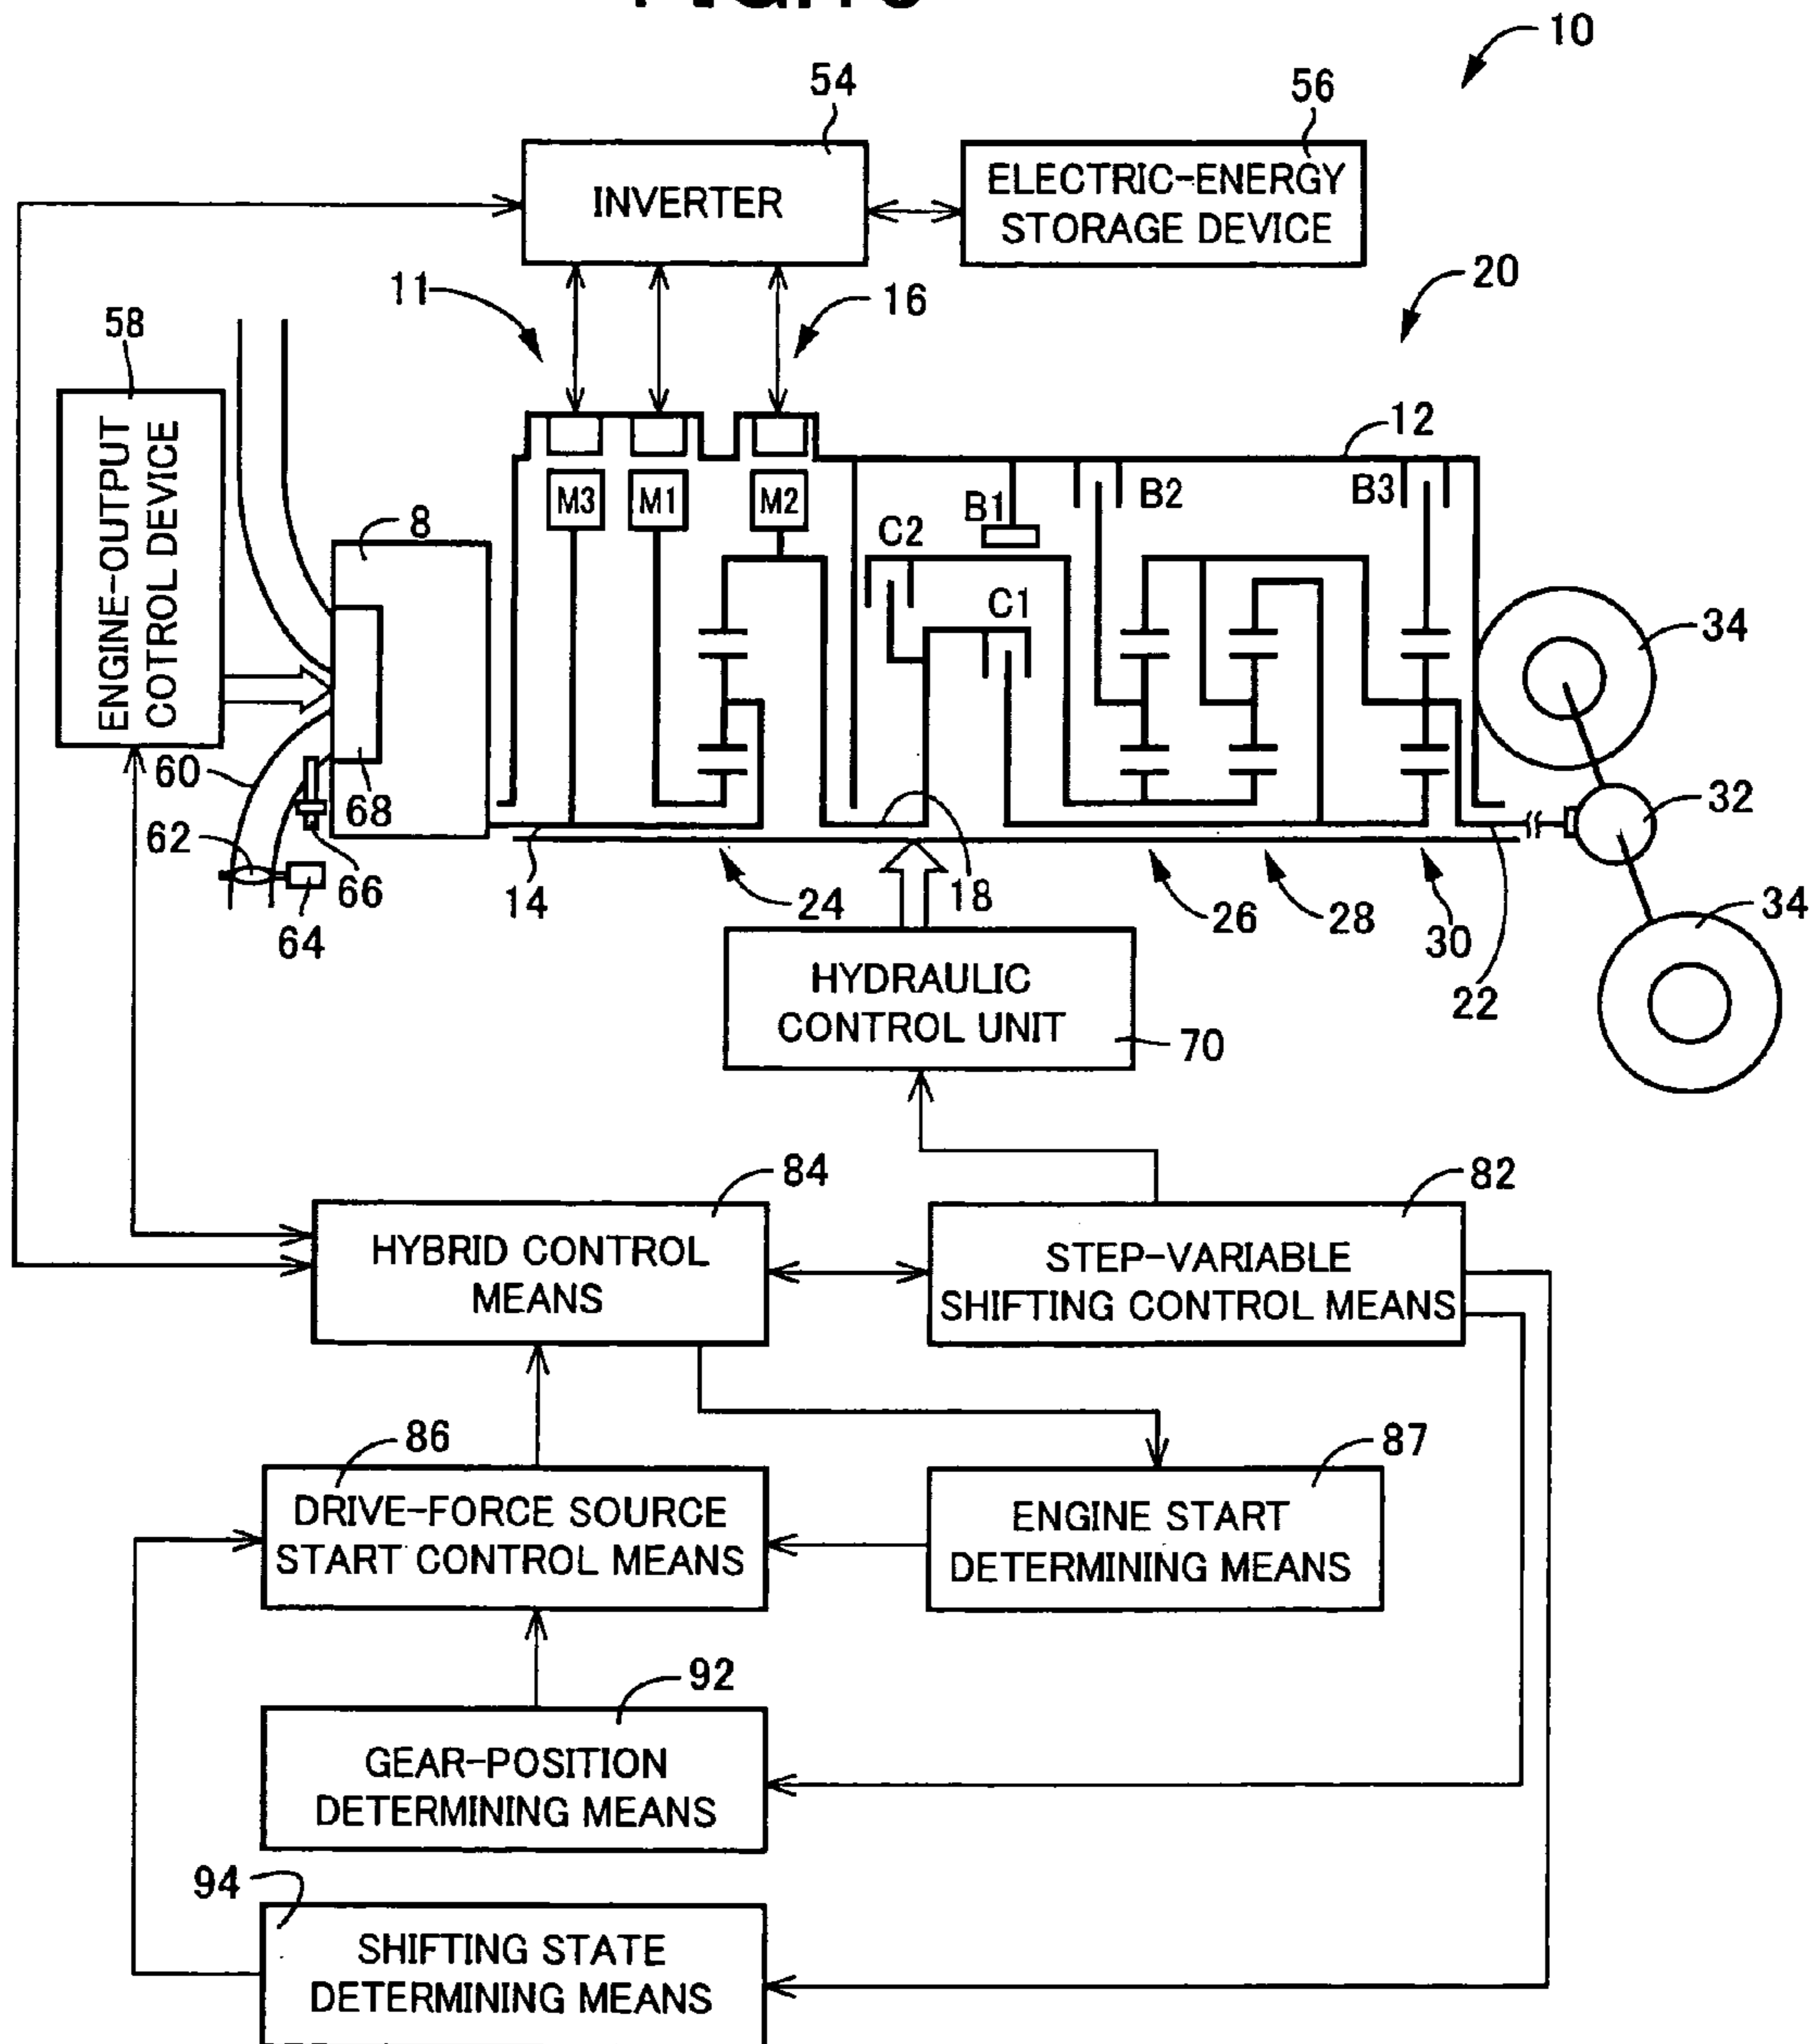 10
54
56
INVERTER
ELECTRIC-ENERGY
STORAGE DEVICE
11
16
20
58
ENGINE-OUTPUT
COTROL DEVICE
12
8
M3
M1
M2
C2
B1
B2
B3
C1
34
60
68
62
66
64
14
24
18
26
28
30
22
32
34
HYDRAULIC
CONTROL UNIT
70
84
82
HYBRID CONTROL
MEANS
STEP-VARIABLE
SHIFTING CONTROL MEANS
86
87
DRIVE-FORCE SOURCE
START CONTROL MEANS
ENGINE START
DETERMINING MEANS
92
GEAR-POSITION
DETERMINING MEANS
94
SHIFTING STATE
DETERMINING MEANS